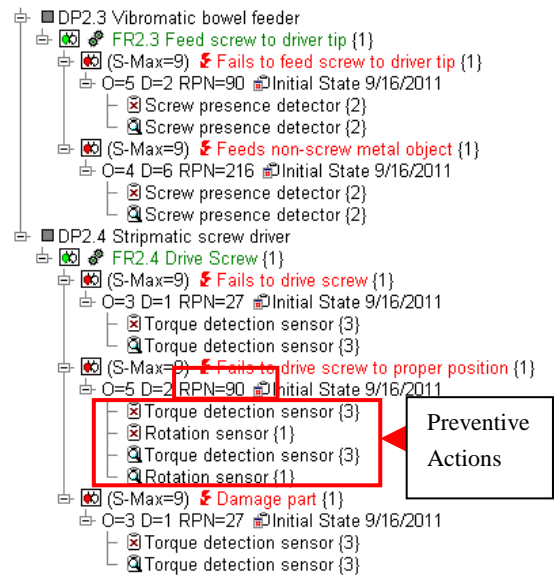 DP2.3 Vibromatic bowel feeder
FR2.3 Feed screw to driver tip {1}
(S-Max=9) Fails to feed screw to driver tip {1}
O=5 D=2 RPN=90 Initial State 9/16/2011
Screw presence detector {2}
Screw presence detector {2}
(S-Max=9) Feeds non-screw metal object {1}
O=4 D=6 RPN=216 Initial State 9/16/2011
Screw presence detector {2}
Screw presence detector {2}
DP2.4 Stripmatic screw driver
FR2.4 Drive Screw {1}
(S-Max=9) Fails to drive screw {1}
O=3 D=1 RPN=27 Initial State 9/16/2011
Torque detection sensor {3}
Torque detection sensor {3}
(S-Max=9) Fails to drive screw to proper position {1}
O=5 D=2 RPN=90 Initial State 9/16/2011
Torque detection sensor {3}
Rotation sensor {1}
Torque detection sensor {3}
Rotation sensor {1}
Preventive
Actions
(S-Max=9) Damage part {1}
O=3 D=1 RPN=27 Initial State 9/16/2011
Torque detection sensor {3}
Torque detection sensor {3}